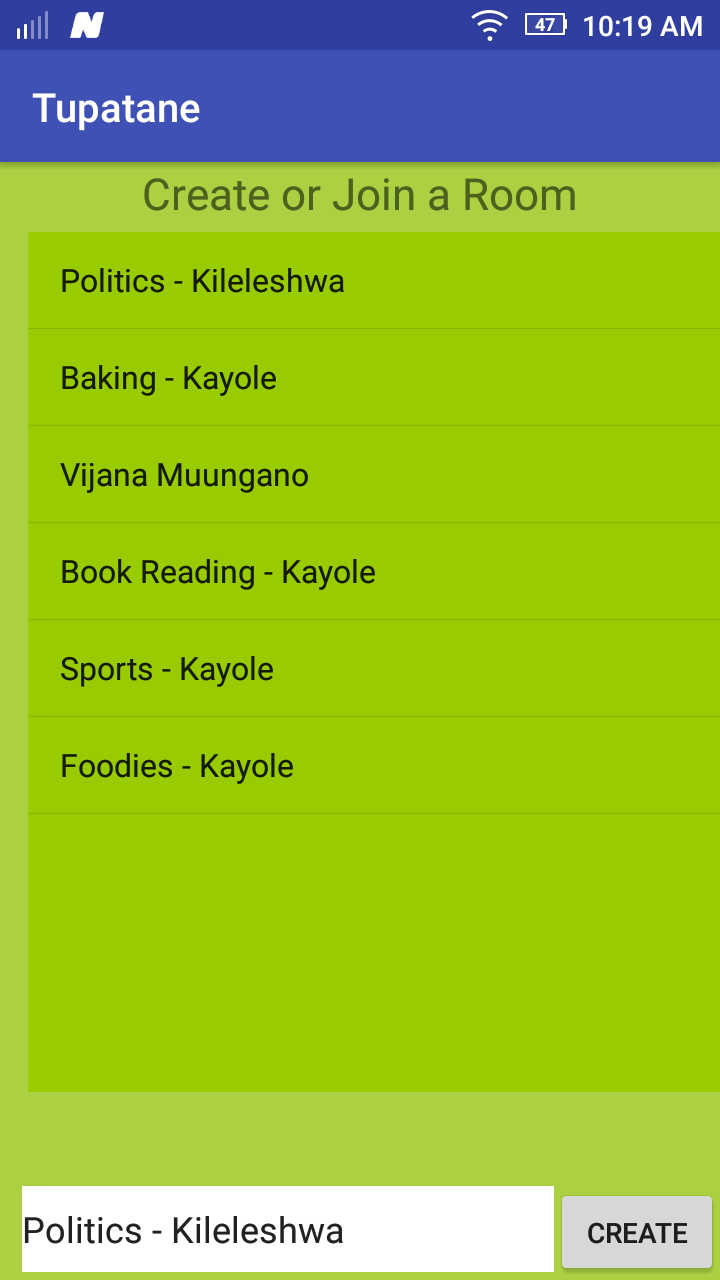 47 10:19 AM
Tupatane
Create or Join a Room
Politics - Kileleshwa
Baking - Kayole
Vijana Muungano
Book Reading - Kayole
Sports - Kayole
Foodies - Kayole
Politics - Kileleshwa CREATE